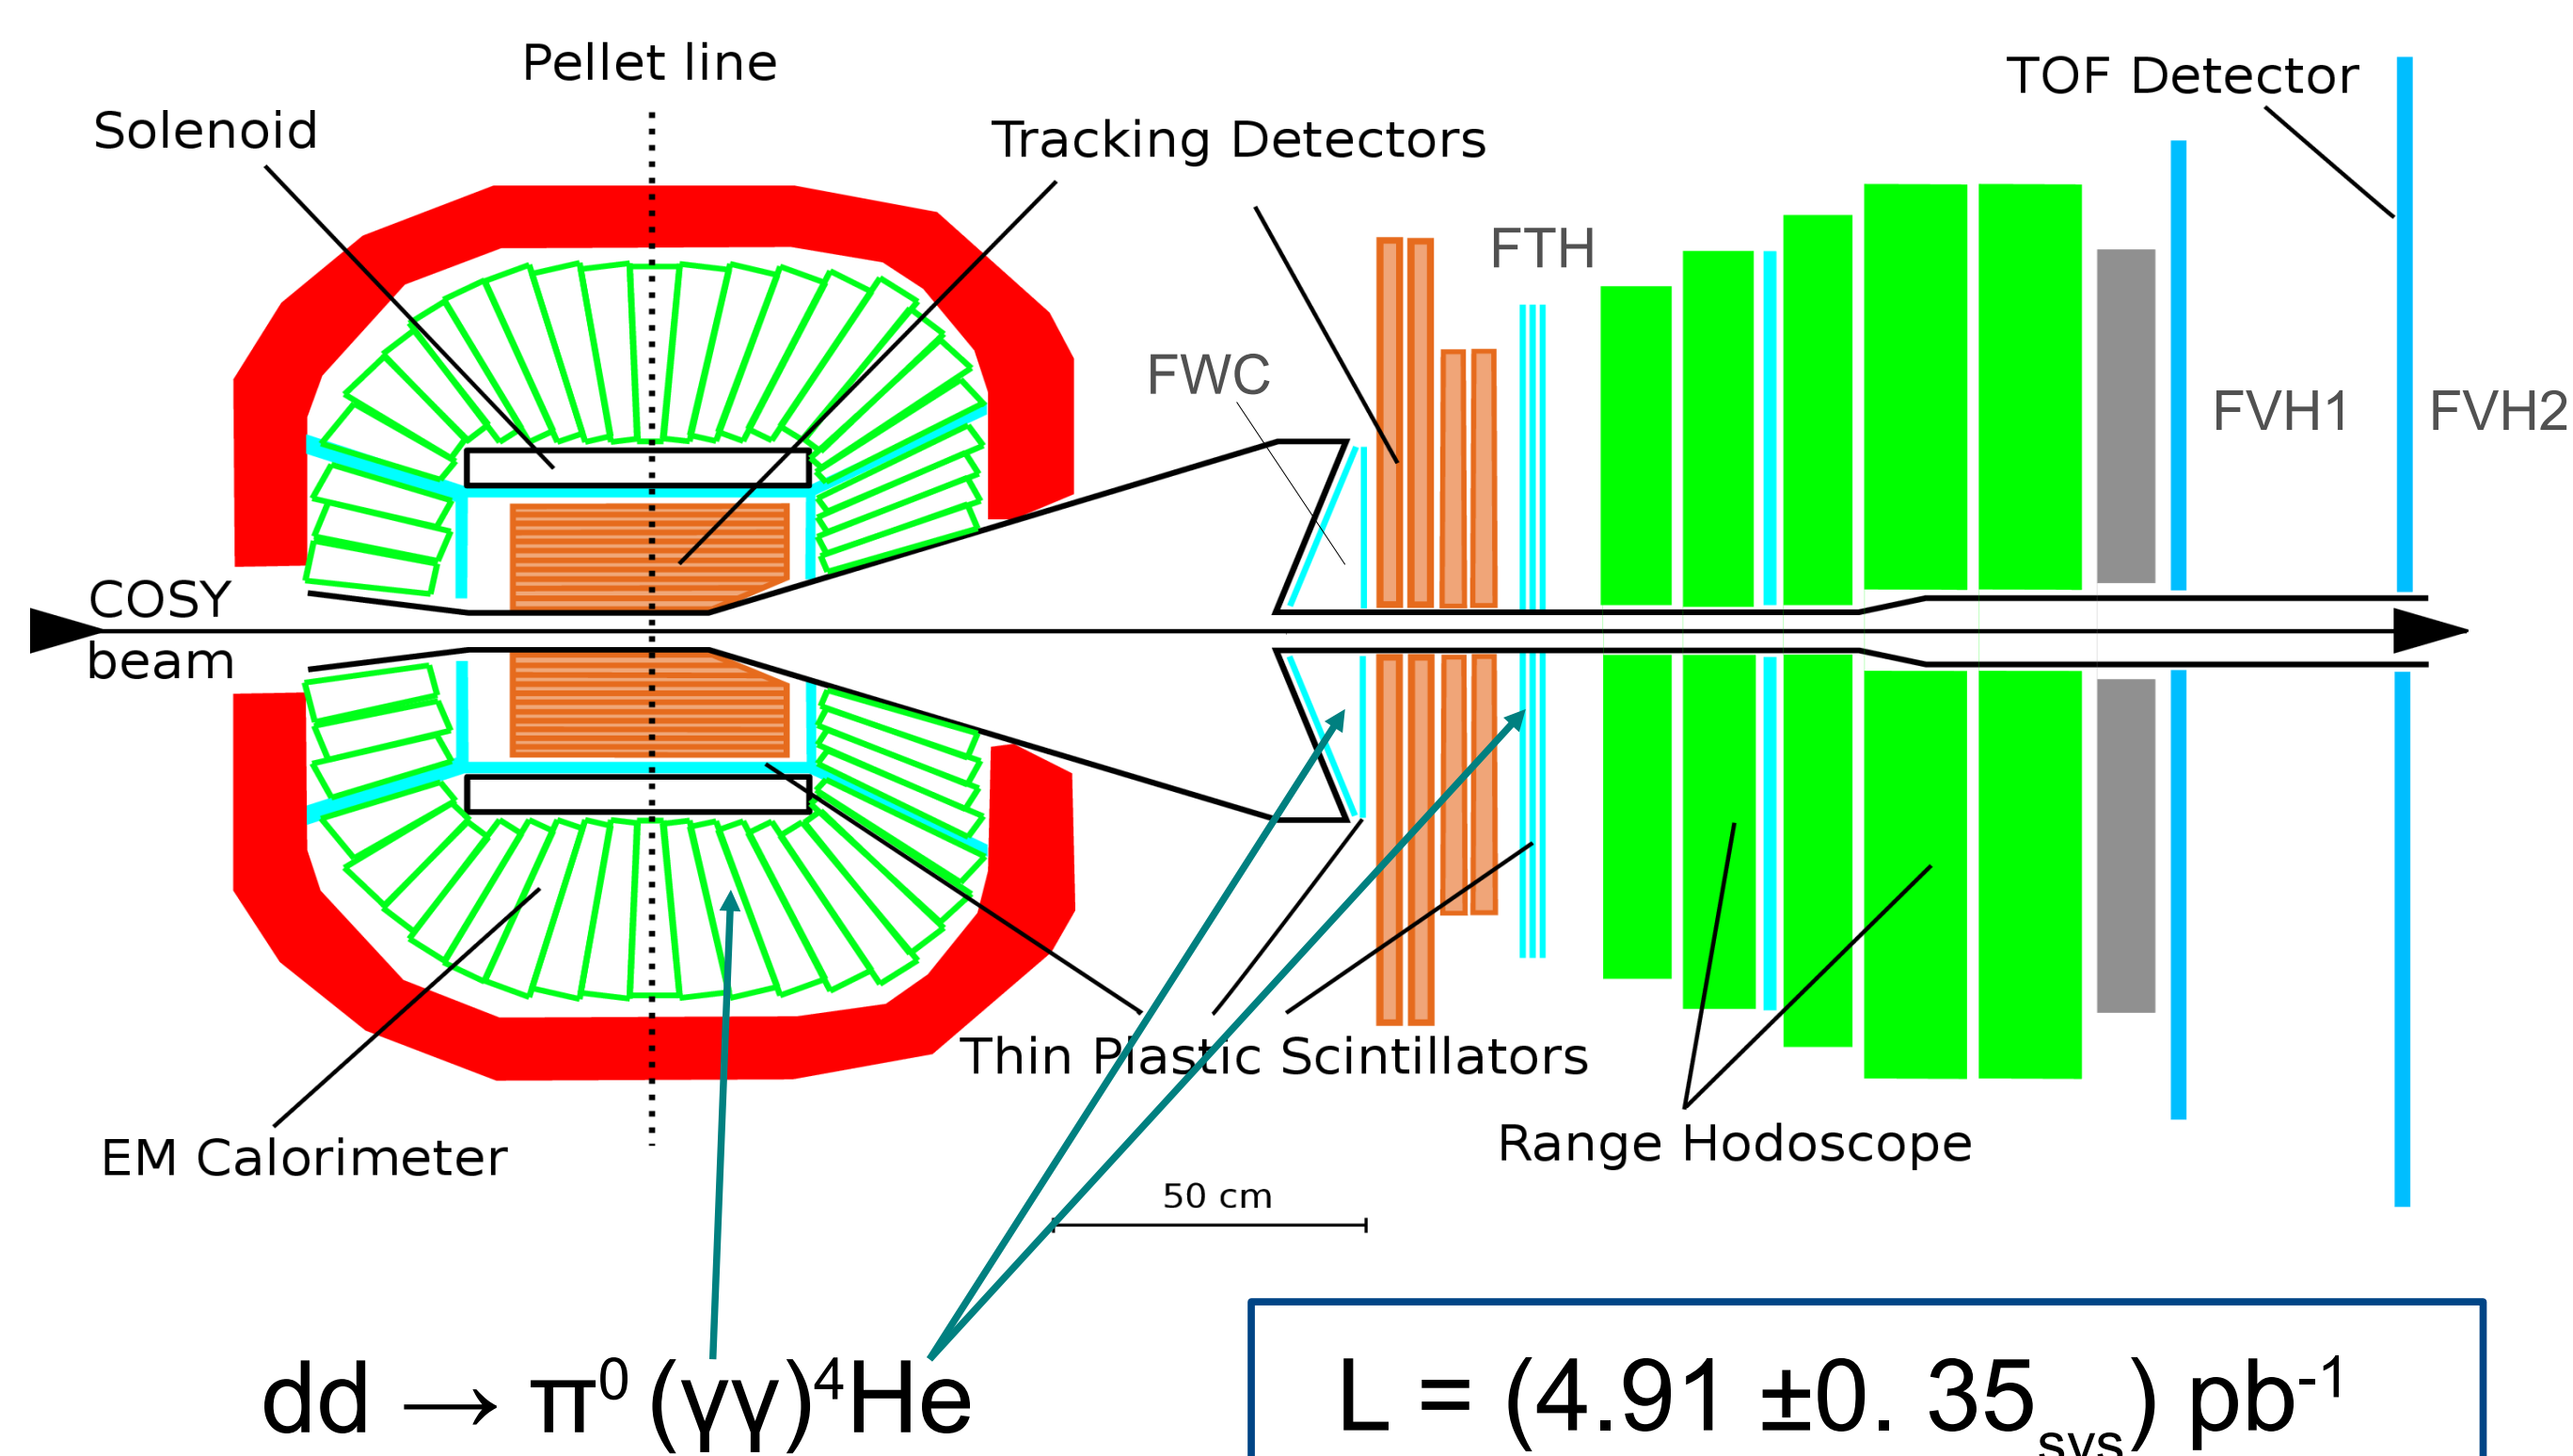 Pellet line
TOF Detector
Solenoid
Tracking Detectors
FTH
FWC
FVH1
FVH2
COSY
beam
Thin Plastic Scintillators
EM Calorimeter
Range Hodoscope
50 cm
dd → π⁰ (γγ)⁴He
L = (4.91 ±0. 35sys) pb⁻¹